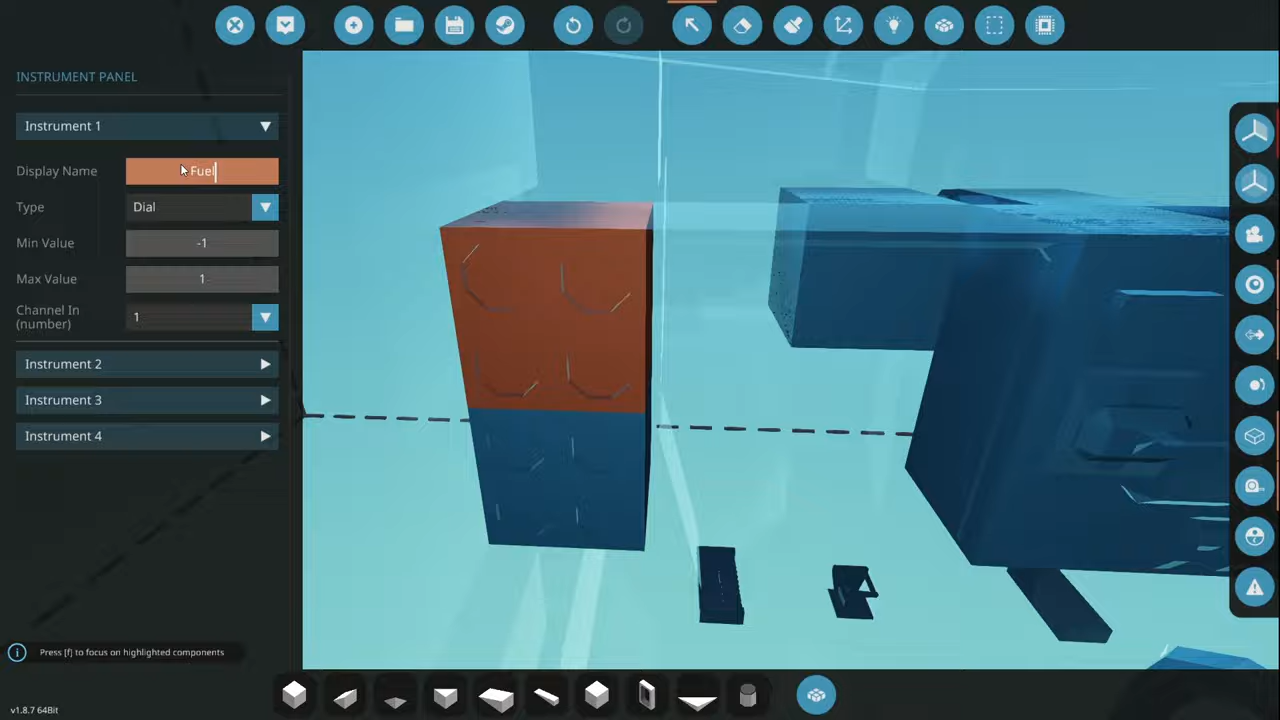 INSTRUMENT PANEL
Instrument 1
Display Name Fuel
Type Dial
Min Value -1
Max Value 1
Channel In (number) 1
Instrument 2
Instrument 3
Instrument 4
Press [f] to focus on highlighted components
v1.8.7 64Bit